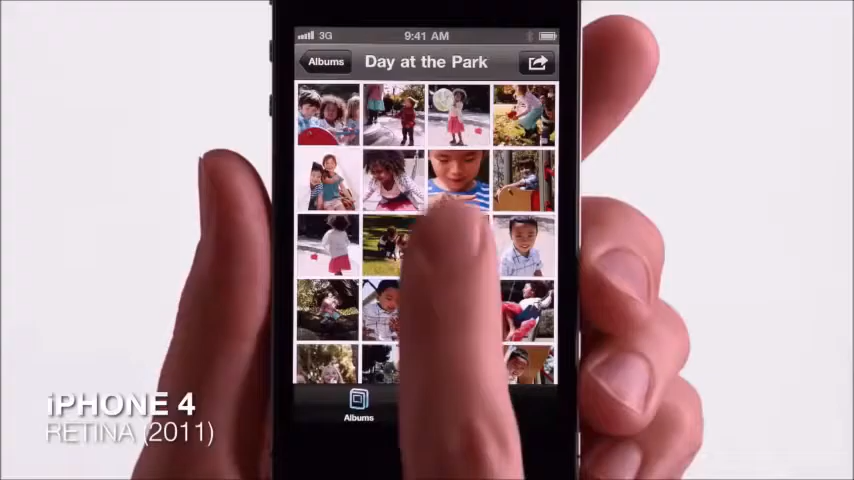 3G
9:41 AM
Albums
Day at the Park
Albums
iPHONE 4
RETINA (2011)